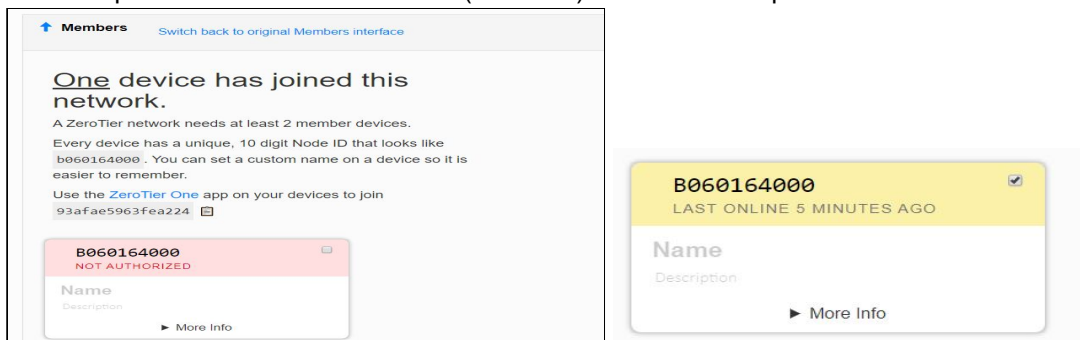 Members Switch back to original Members interface
One device has joined this
network.
A ZeroTier network needs at least 2 member devices.
Every device has a unique, 10 digit Node ID that looks like
b060164000 . You can set a custom name on a device so it is
easier to remember.
Use the ZeroTier One app on your devices to join
93afae5963fea224
B060164000
NOT AUTHORIZED
Name
Description
► More Info
B060164000
LAST ONLINE 5 MINUTES AGO
Name
Description
► More Info